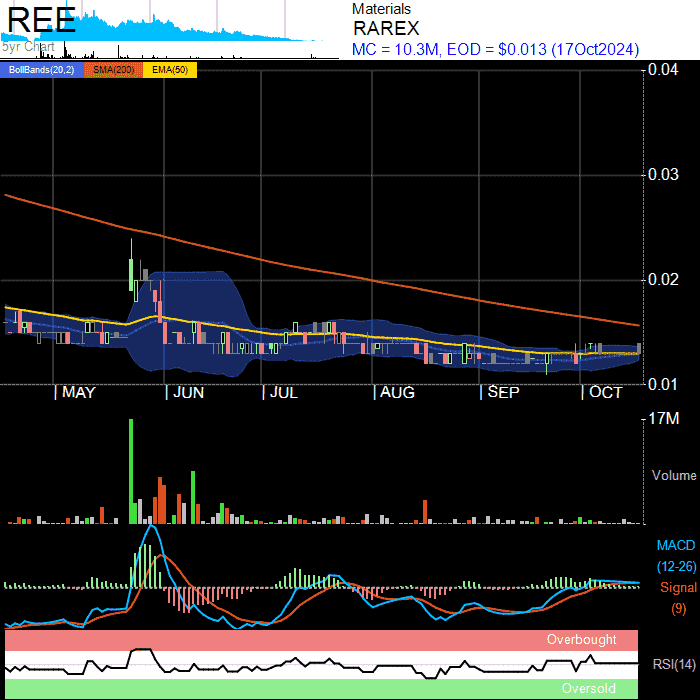 REE
5yr Chart
Materials
RAREX
MC = 10.3M, EOD = $0.013 (17Oct2024)
BollBands(20,2) SMA(200) EMA(50)
0.04
0.03
0.02
0.01
MAY JUN JUL AUG SEP OCT
17M
Volume
MACD
(12-26)
Signal
(9)
Overbought
RSI(14)
Oversold